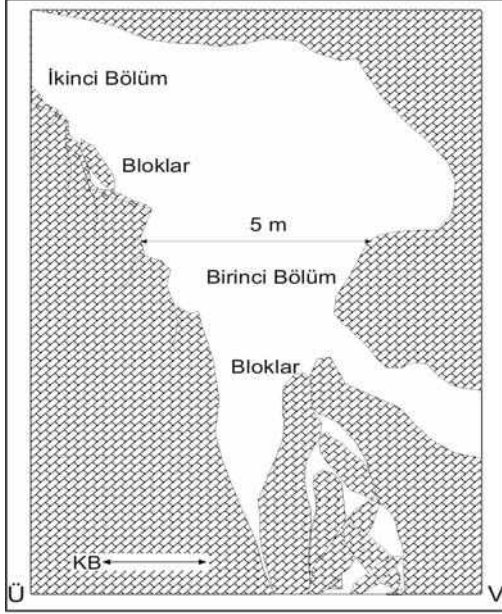 İkinci Bölüm
Bloklar
5 m
Birinci Bölüm
Bloklar
KB
Ü V